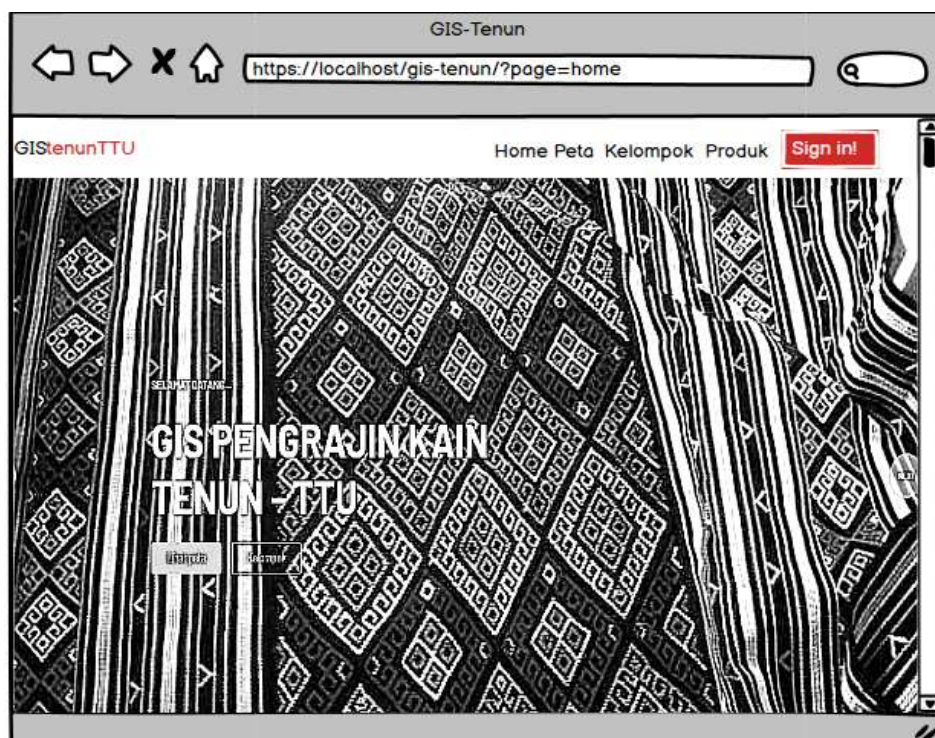 GIS-Tenun
https://localhost/gis-tenun/?page=home
GIStenunTTU
Home Peta Kelompok Produk Sign in!
SELAMAT DATANG...
GIS PENGRAJIN KAIN
TENUN - TTU